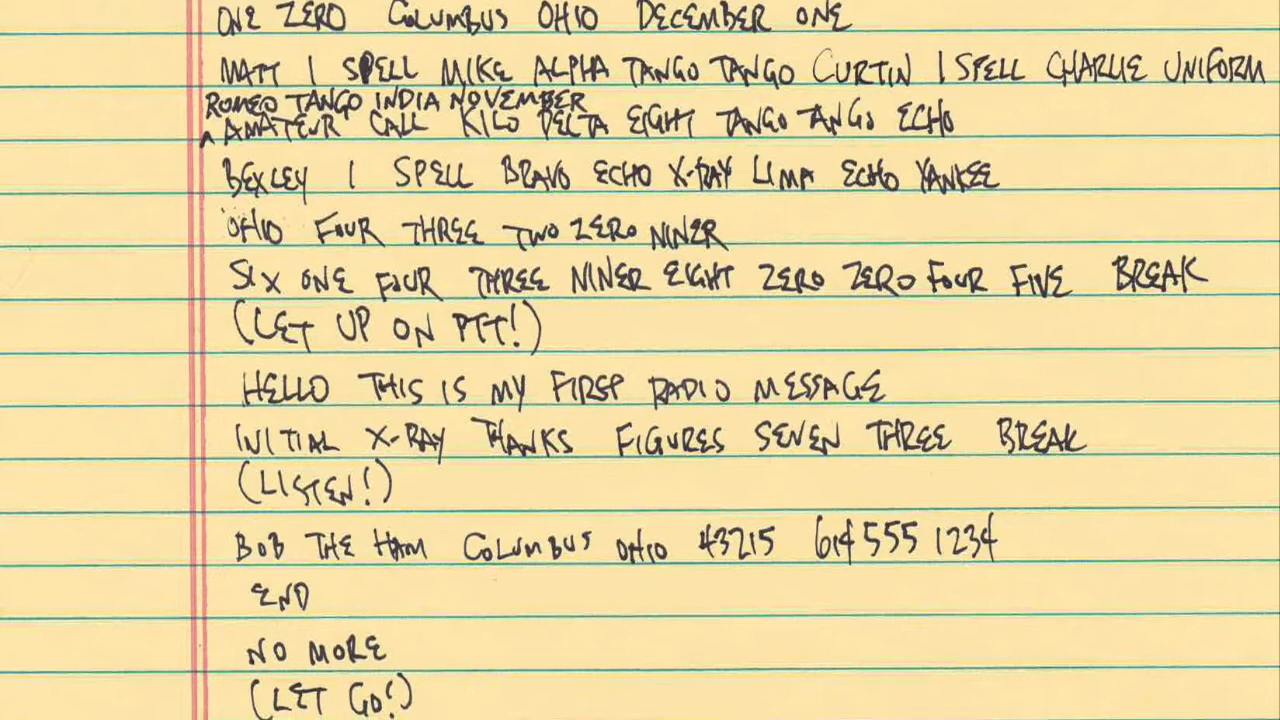 ONE ZERO COLUMBUS OHIO DECEMBER ONE
MATT I SPELL MIKE ALPHA TANGO TANGO CURTIN I SPELL CHARLIE UNIFORM
ROMEO TANGO INDIA NOVEMBER
^ AMATEUR CALL KILO DELTA EIGHT TANGO TANGO ECHO
BEXLEY I SPELL BRAVO ECHO X-RAY LIMA ECHO YANKEE
OHIO FOUR THREE TWO ZERO NINER
SIX ONE FOUR THREE NINER EIGHT ZERO ZERO FOUR FIVE BREAK
(LET UP ON PTT!)
HELLO THIS IS MY FIRST RADIO MESSAGE
INITIAL X-RAY THANKS FIGURES SEVEN THREE BREAK
(LISTEN!)
BOB THE HAM COLUMBUS OHIO 43215 614 555 1234
END
NO MORE
(LET GO!)